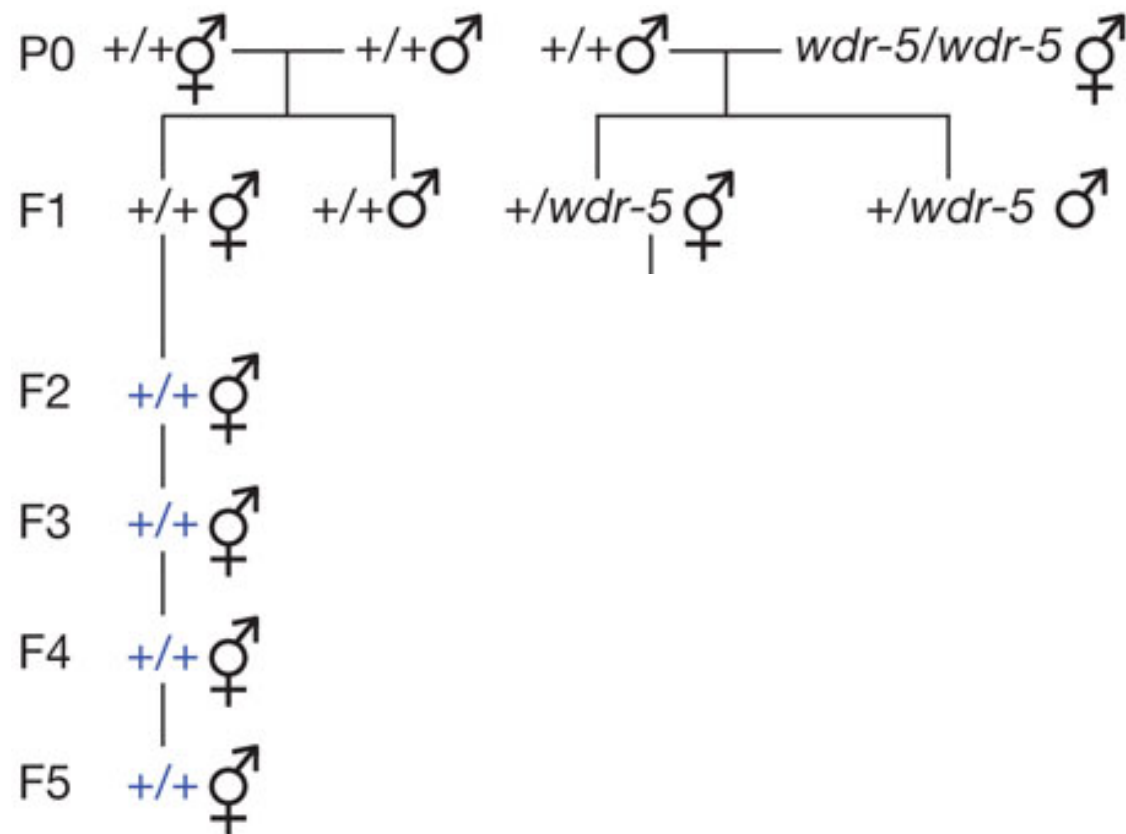 P0 +/+ +/+ +/+ wdr-5/wdr-5
F1 +/+ +/+ +/wdr-5 +/wdr-5
F2 +/+
F3 +/+
F4 +/+
F5 +/+